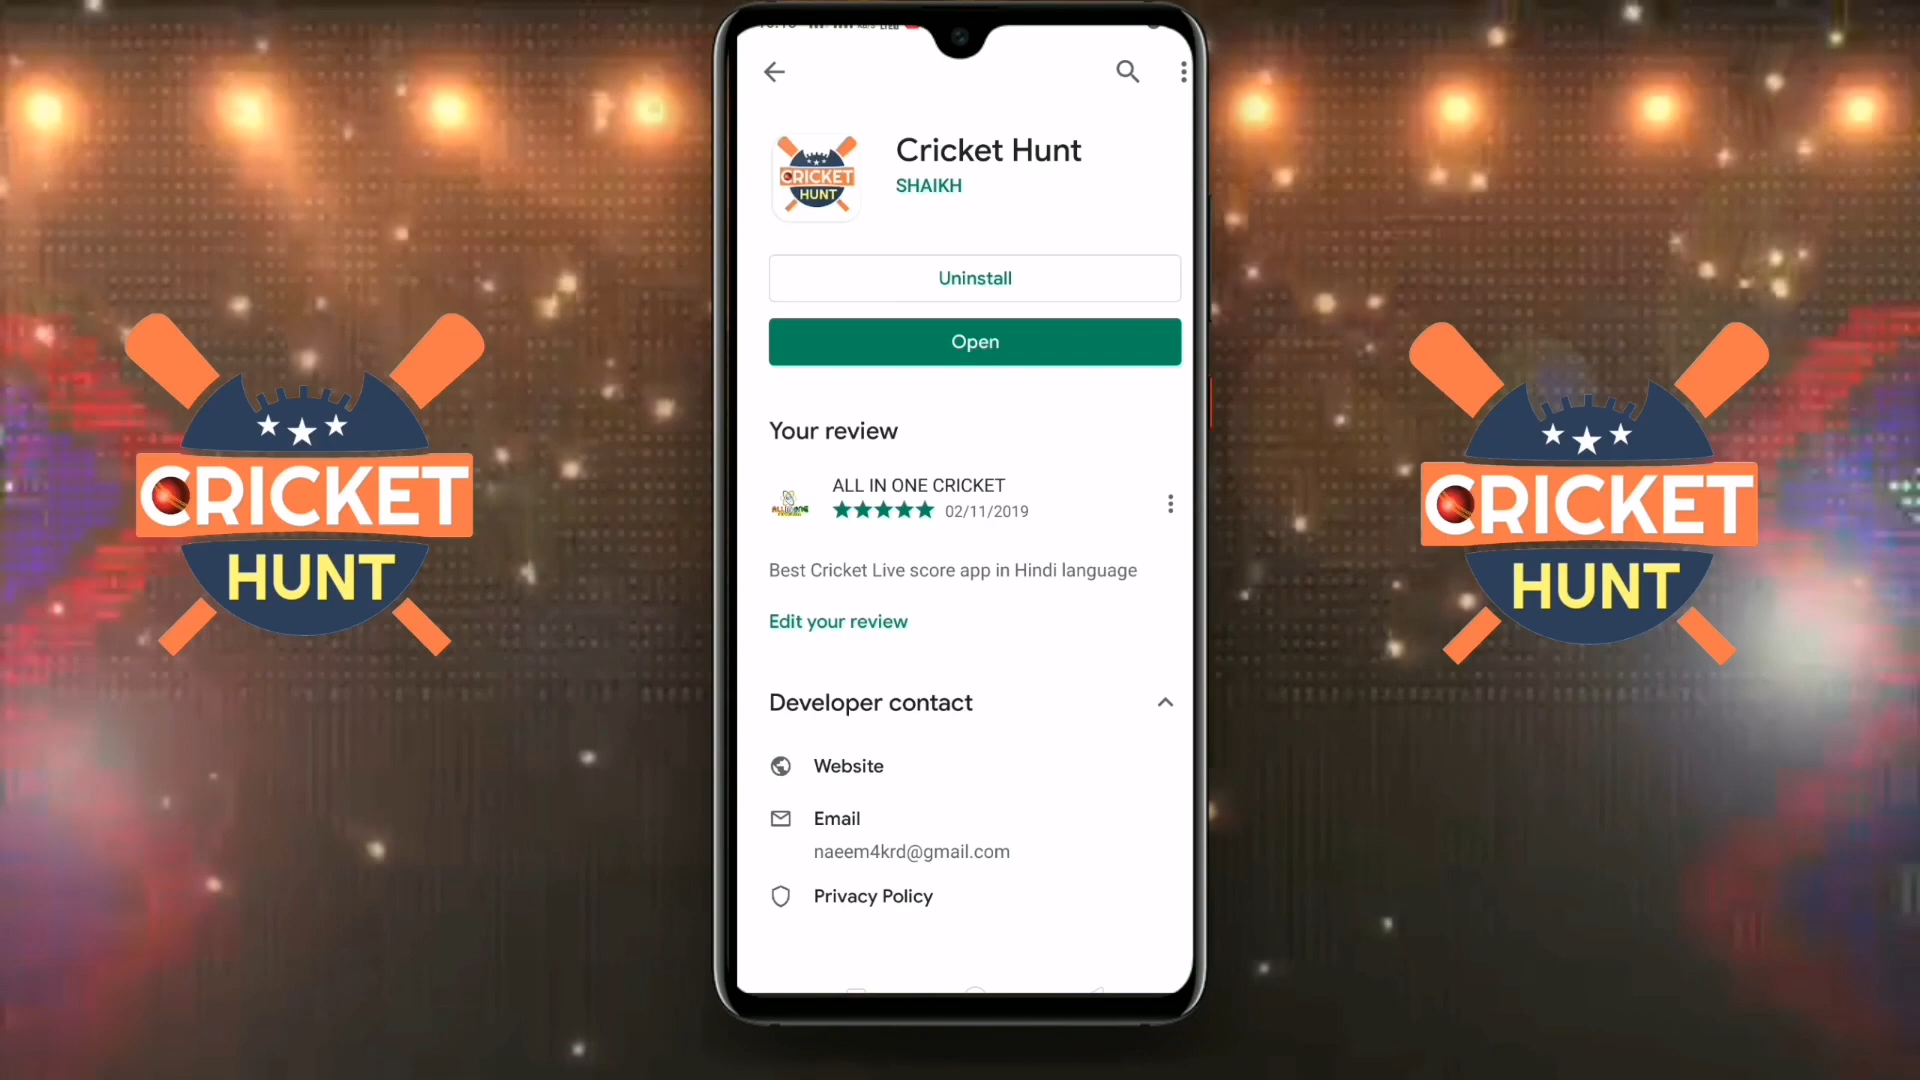 Cricket Hunt
SHAIKH
CRICKET
HUNT
Uninstall
Open
Your review
ALL IN ONE CRICKET
02/11/2019
Best Cricket Live score app in Hindi language
Edit your review
Developer contact
Website
Email
naeem4krd@gmail.com
Privacy Policy
CRICKET
HUNT
CRICKET
HUNT